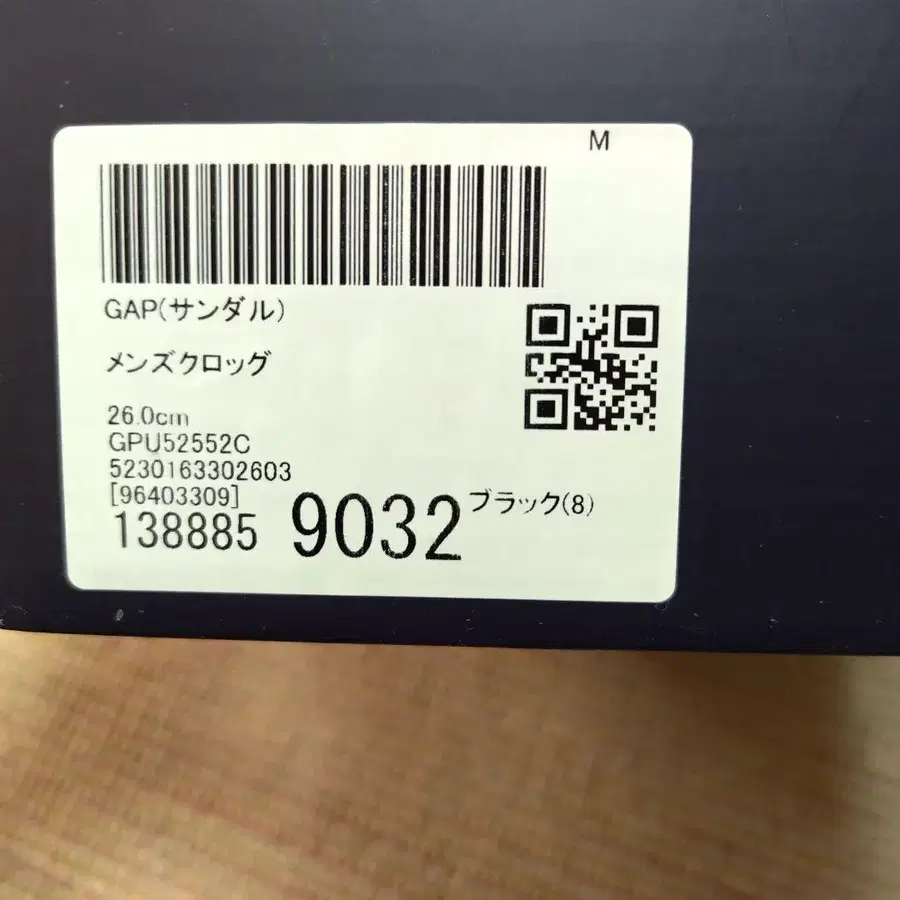 M
GAP(サンダル)
メンズクロッグ
26.0cm
GPU52552C
5230163302603
[96403309]
138885 9032 ブラック(8)